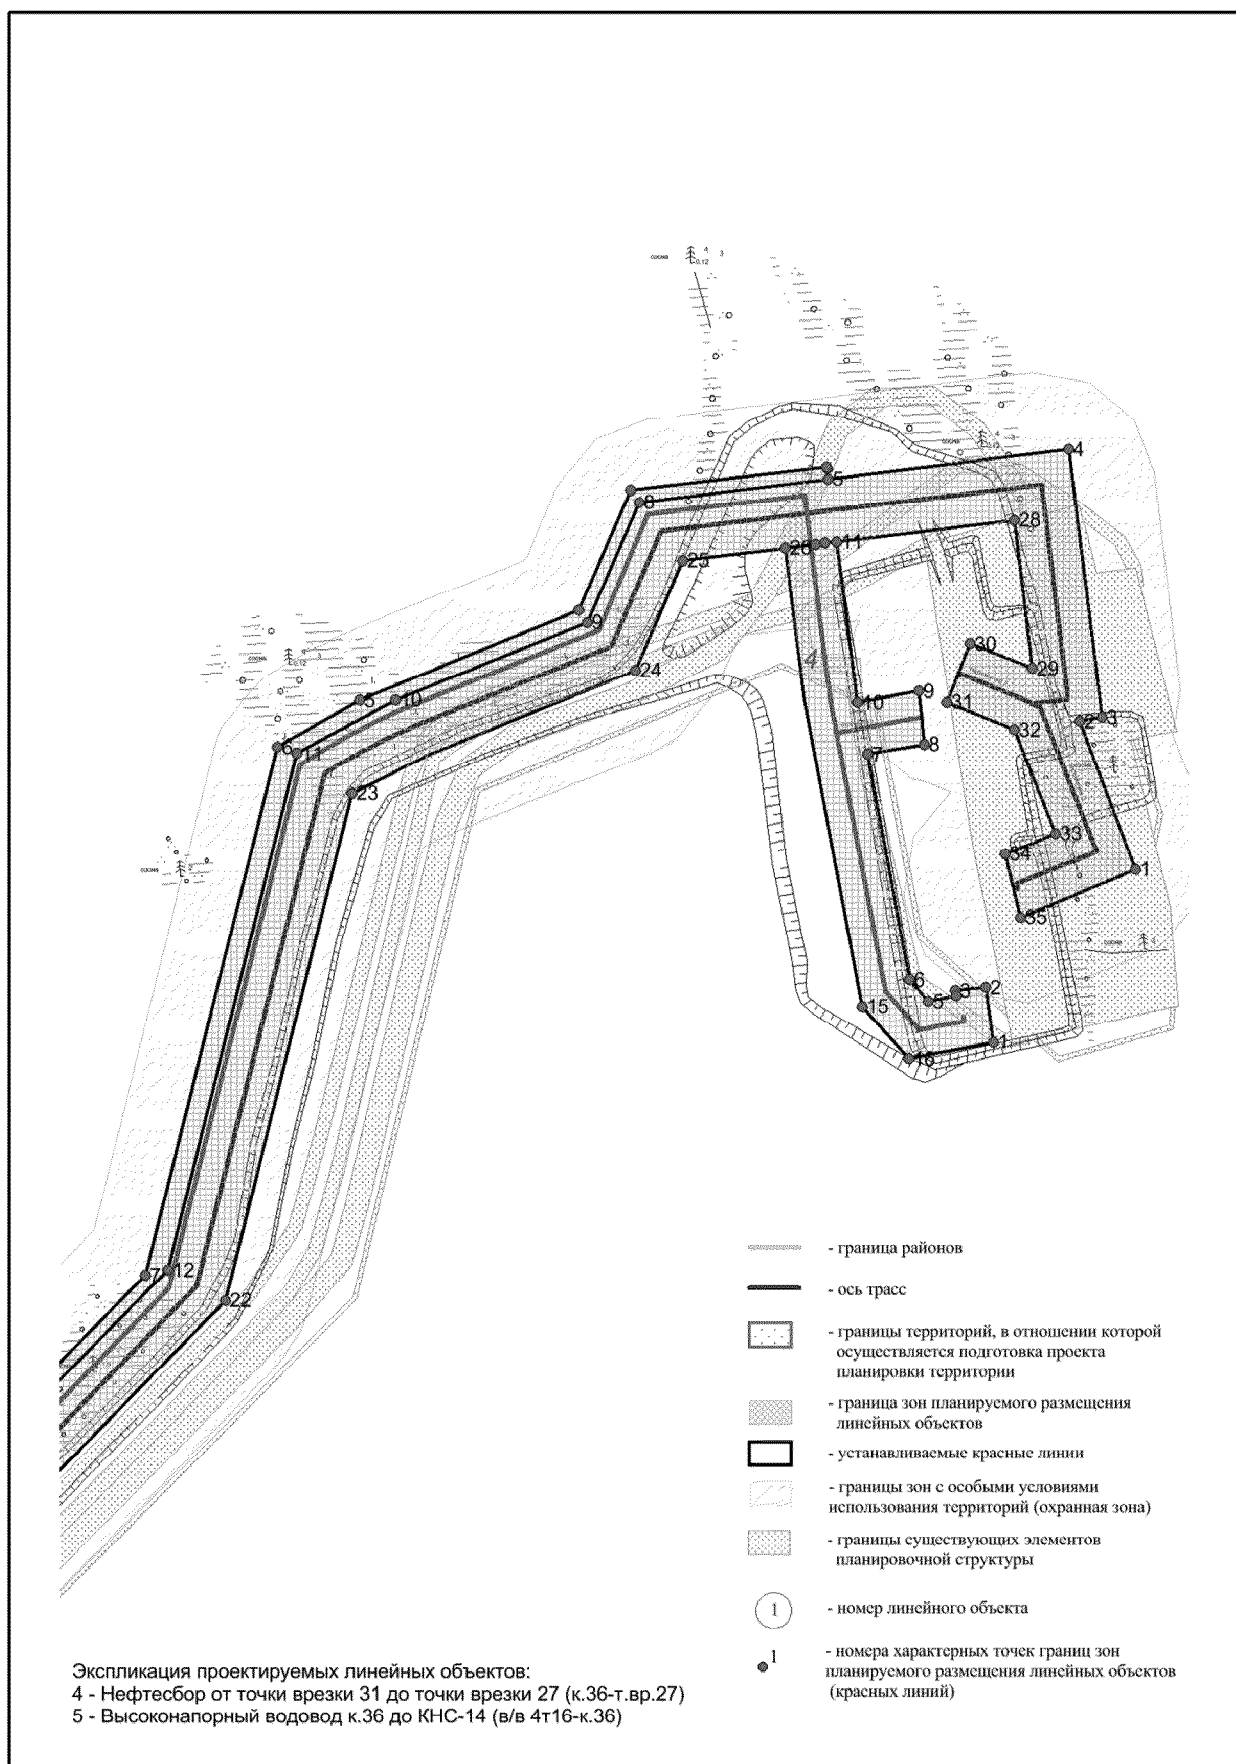 4
5
8
28
11
26
25
9
24
30
29
5
10
31
10
9
3
2
32
6
11
8
7
23
33
34
1
35
6
2
3
5
15
1
16
4
7
12
22
- граница районов
- ось трасс
- границы территорий, в отношении которой
осуществляется подготовка проекта
планировки территории
- граница зон планируемого размещения
линейных объектов
- устанавливаемые красные линии
- границы зон с особыми условиями
использования территорий (охранная зона)
- границы существующих элементов
планировочной структуры
1 - номер линейного объекта
1 - номера характерных точек границ зон
планируемого размещения линейных объектов
(красных линий)
Экспликация проектируемых линейных объектов:
4 - Нефтесбор от точки врезки 31 до точки врезки 27 (к.36-т.вр.27)
5 - Высоконапорный водовод к.36 до КНС-14 (в/в 4т16-к.36)